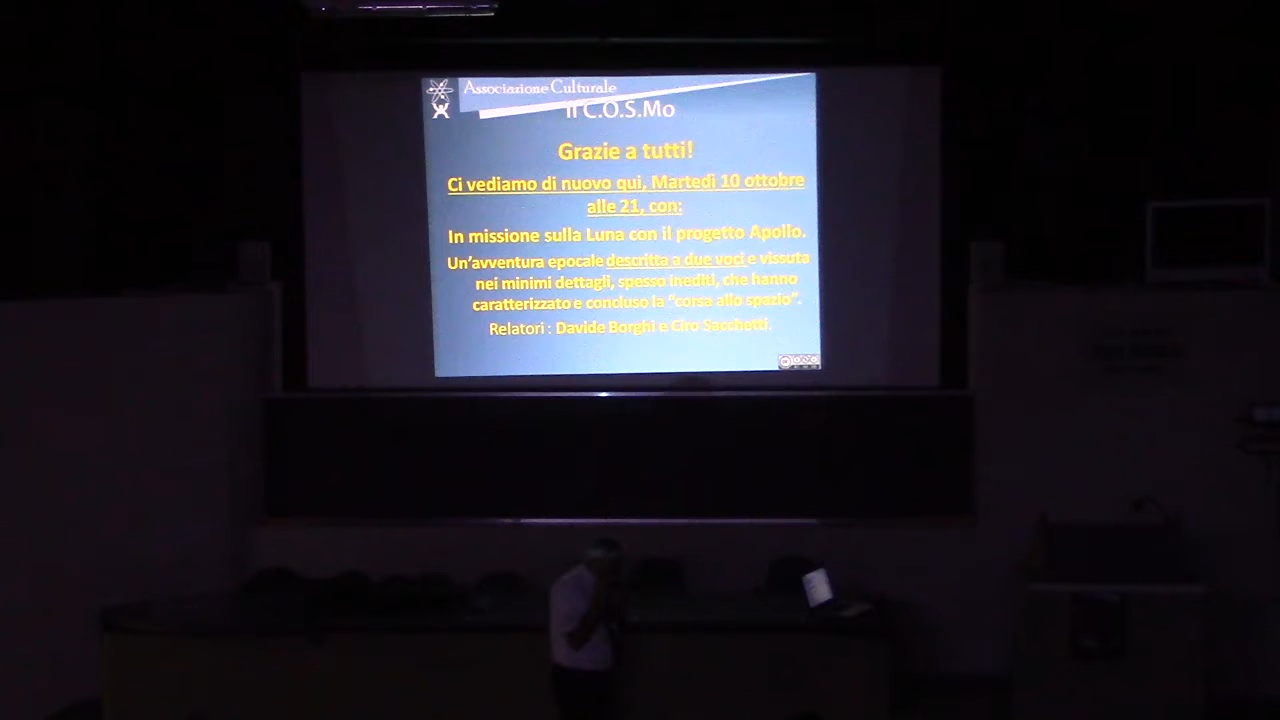 Associazione Culturale
Il C.O.S.Mo
Grazie a tutti!
Ci vediamo di nuovo qui, Martedì 10 ottobre
alle 21, con:
In missione sulla Luna con il progetto Apollo.
Un'avventura epocale descritta a due voci e vissuta
nei minimi dettagli, spesso inediti, che hanno
caratterizzato e concluso la "corsa allo spazio".
Relatori : Davide Borghi e Ciro Sacchetti.